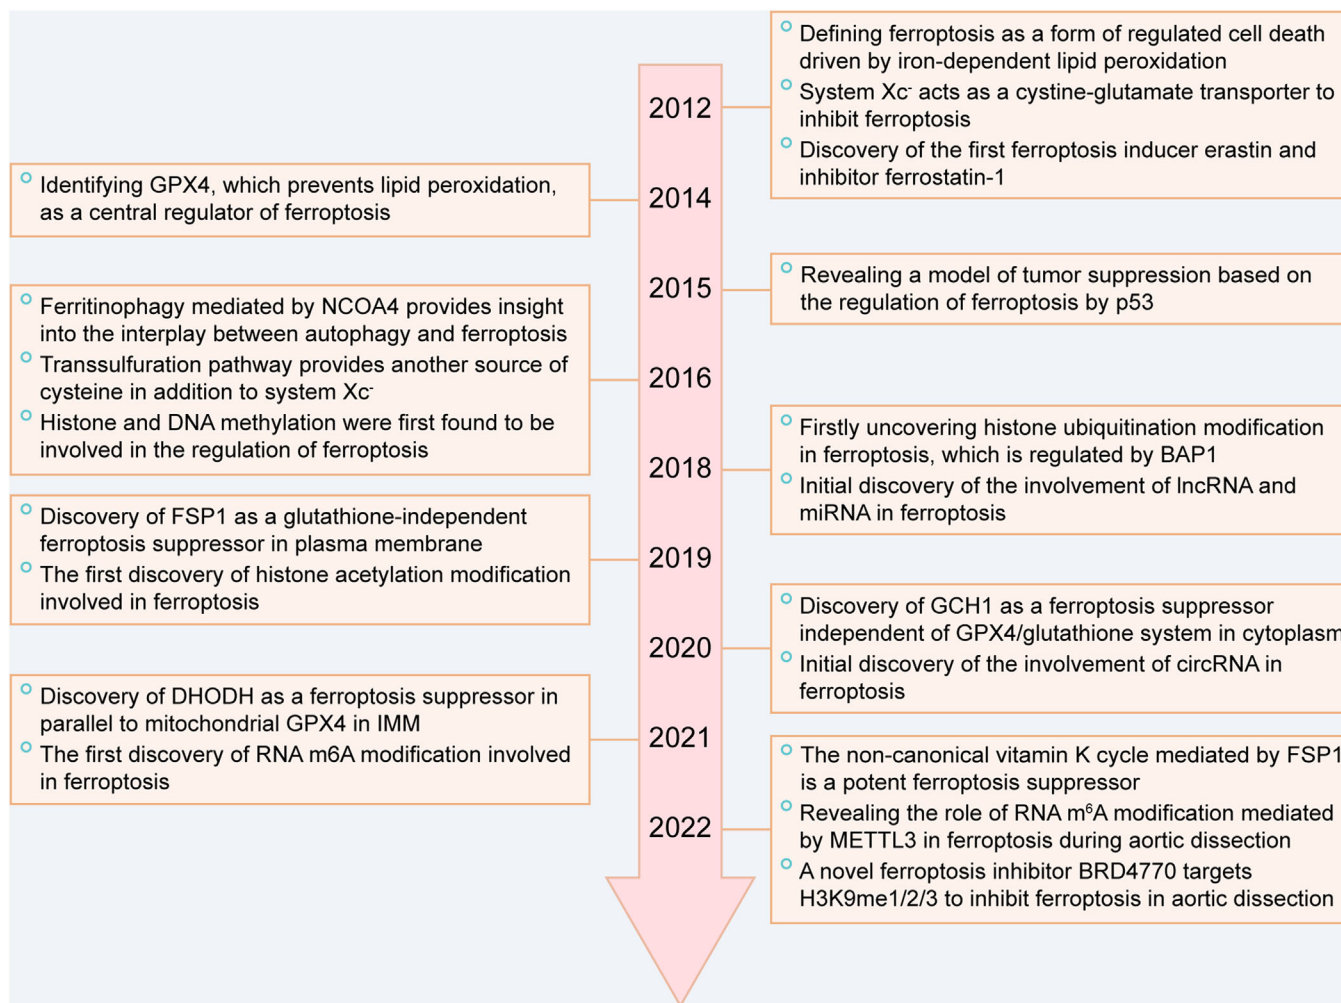 Defining ferroptosis as a form of regulated cell death
driven by iron-dependent lipid peroxidation
System Xc⁻ acts as a cystine-glutamate transporter to
inhibit ferroptosis
Discovery of the first ferroptosis inducer erastin and
inhibitor ferrostatin-1
2012
Identifying GPX4, which prevents lipid peroxidation,
as a central regulator of ferroptosis
2014
2015
Revealing a model of tumor suppression based on
the regulation of ferroptosis by p53
Ferritinophagy mediated by NCOA4 provides insight
into the interplay between autophagy and ferroptosis
Transsulfuration pathway provides another source of
cysteine in addition to system Xc⁻
Histone and DNA methylation were first found to be
involved in the regulation of ferroptosis
2016
2018
Firstly uncovering histone ubiquitination modification
in ferroptosis, which is regulated by BAP1
Initial discovery of the involvement of lncRNA and
miRNA in ferroptosis
Discovery of FSP1 as a glutathione-independent
ferroptosis suppressor in plasma membrane
The first discovery of histone acetylation modification
involved in ferroptosis
2019
2020
Discovery of GCH1 as a ferroptosis suppressor
independent of GPX4/glutathione system in cytoplasm
Initial discovery of the involvement of circRNA in
ferroptosis
Discovery of DHODH as a ferroptosis suppressor in
parallel to mitochondrial GPX4 in IMM
The first discovery of RNA m6A modification involved
in ferroptosis
2021
2022
The non-canonical vitamin K cycle mediated by FSP1
is a potent ferroptosis suppressor
Revealing the role of RNA m⁶A modification mediated
by METTL3 in ferroptosis during aortic dissection
A novel ferroptosis inhibitor BRD4770 targets
H3K9me1/2/3 to inhibit ferroptosis in aortic dissection